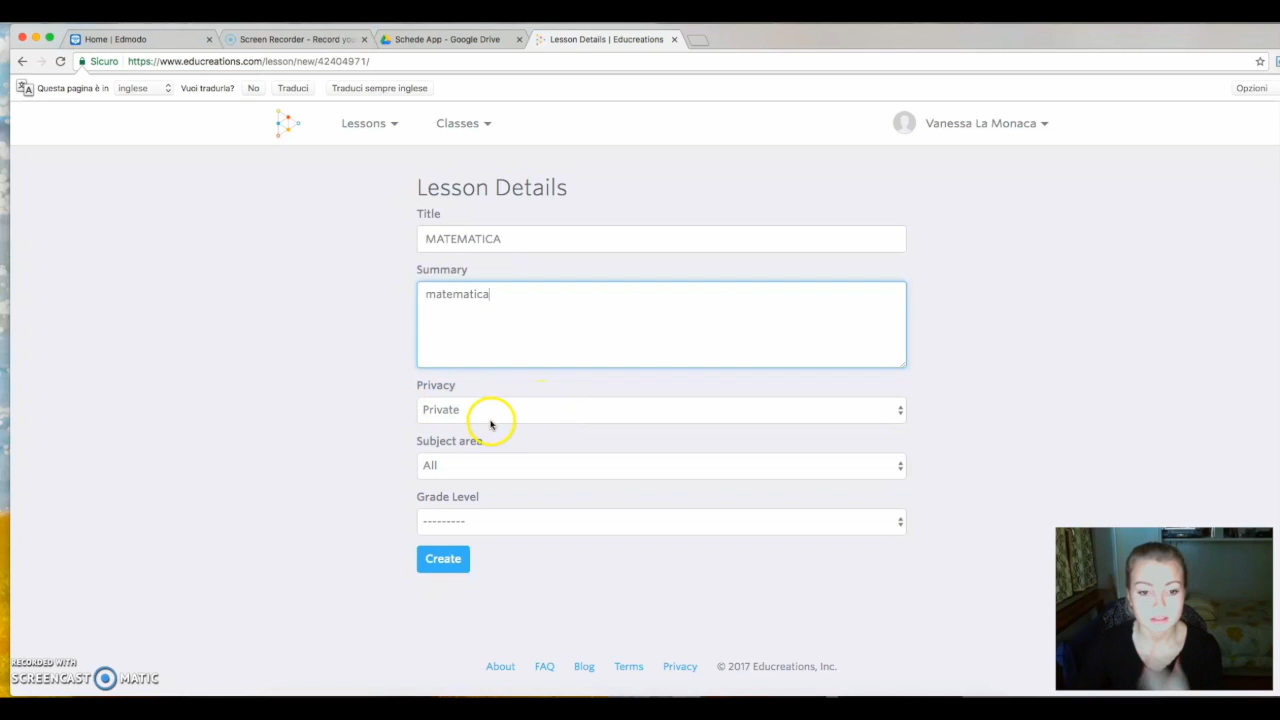 Home | Edmodo
Screen Recorder - Record you
Schede App - Google Drive
Lesson Details | Educreations
Sicuro
https://www.educreations.com/lesson/new/42404971/
Questa pagina è in inglese Vuoi tradurla? No Traduci Traduci sempre inglese Opzioni
Lessons Classes Vanessa La Monaca
Lesson Details
Title
MATEMATICA
Summary
matematica
Privacy
Private
Subject area
All
Grade Level
---------
Create
About FAQ Blog Terms Privacy © 2017 Educreations, Inc.
RECORDED WITH
SCREENCAST MATIC